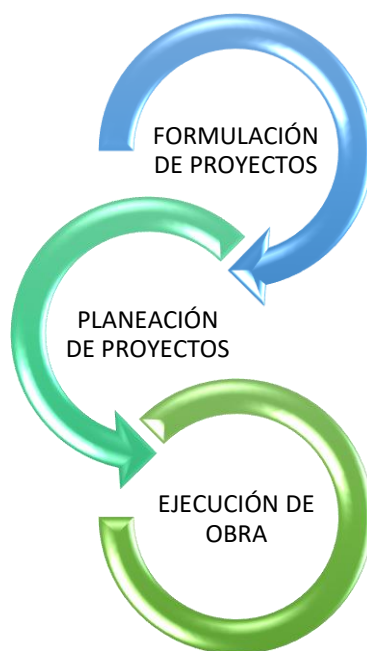 FORMULACIÓN
DE PROYECTOS
PLANEACIÓN
DE PROYECTOS
EJECUCIÓN DE
OBRA